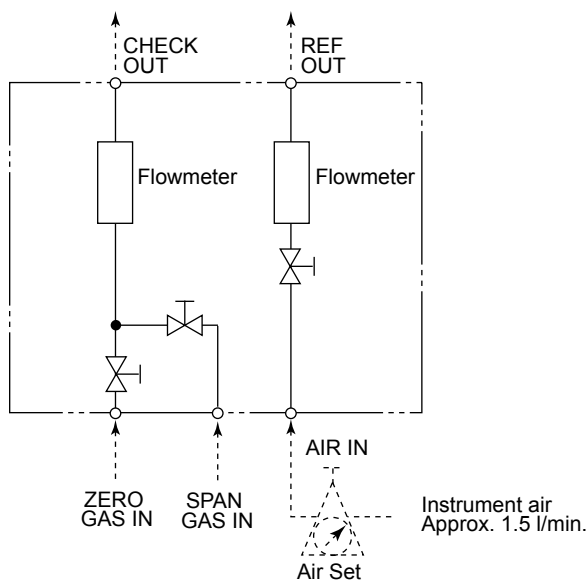 CHECK
OUT
REF
OUT
Flowmeter
Flowmeter
AIR IN
ZERO
GAS IN
SPAN
GAS IN
Instrument air
Approx. 1.5 l/min.
Air Set